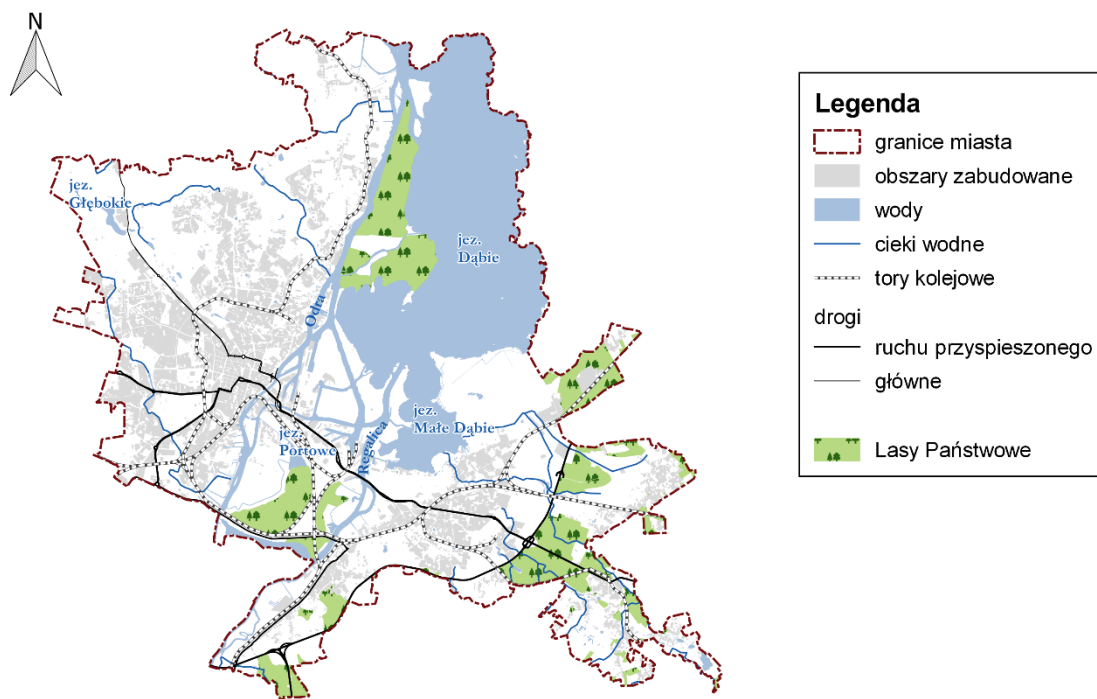 N
jez.
Głębokie
jez.
Dąbie
Odra
jez.
Małe Dąbie
jez.
Portowe
Regalica
Legenda
granice miasta
obszary zabudowane
wody
cieki wodne
tory kolejowe
drogi
ruchu przyspieszonego
główne
Lasy Państwowe